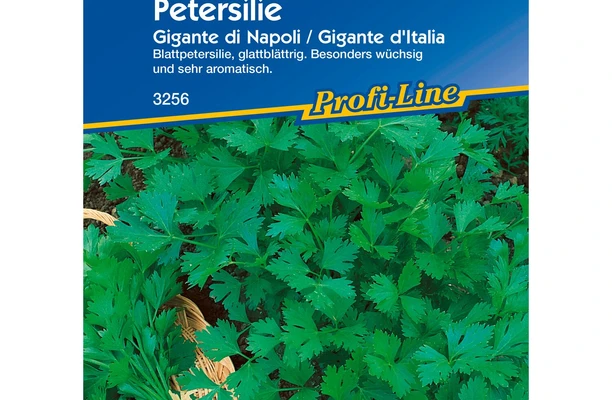 Petersilie
Gigante di Napoli / Gigante d'Italia
Blattpetersilie, glattblättrig. Besonders wüchsig
und sehr aromatisch.
3256
Profi-Line